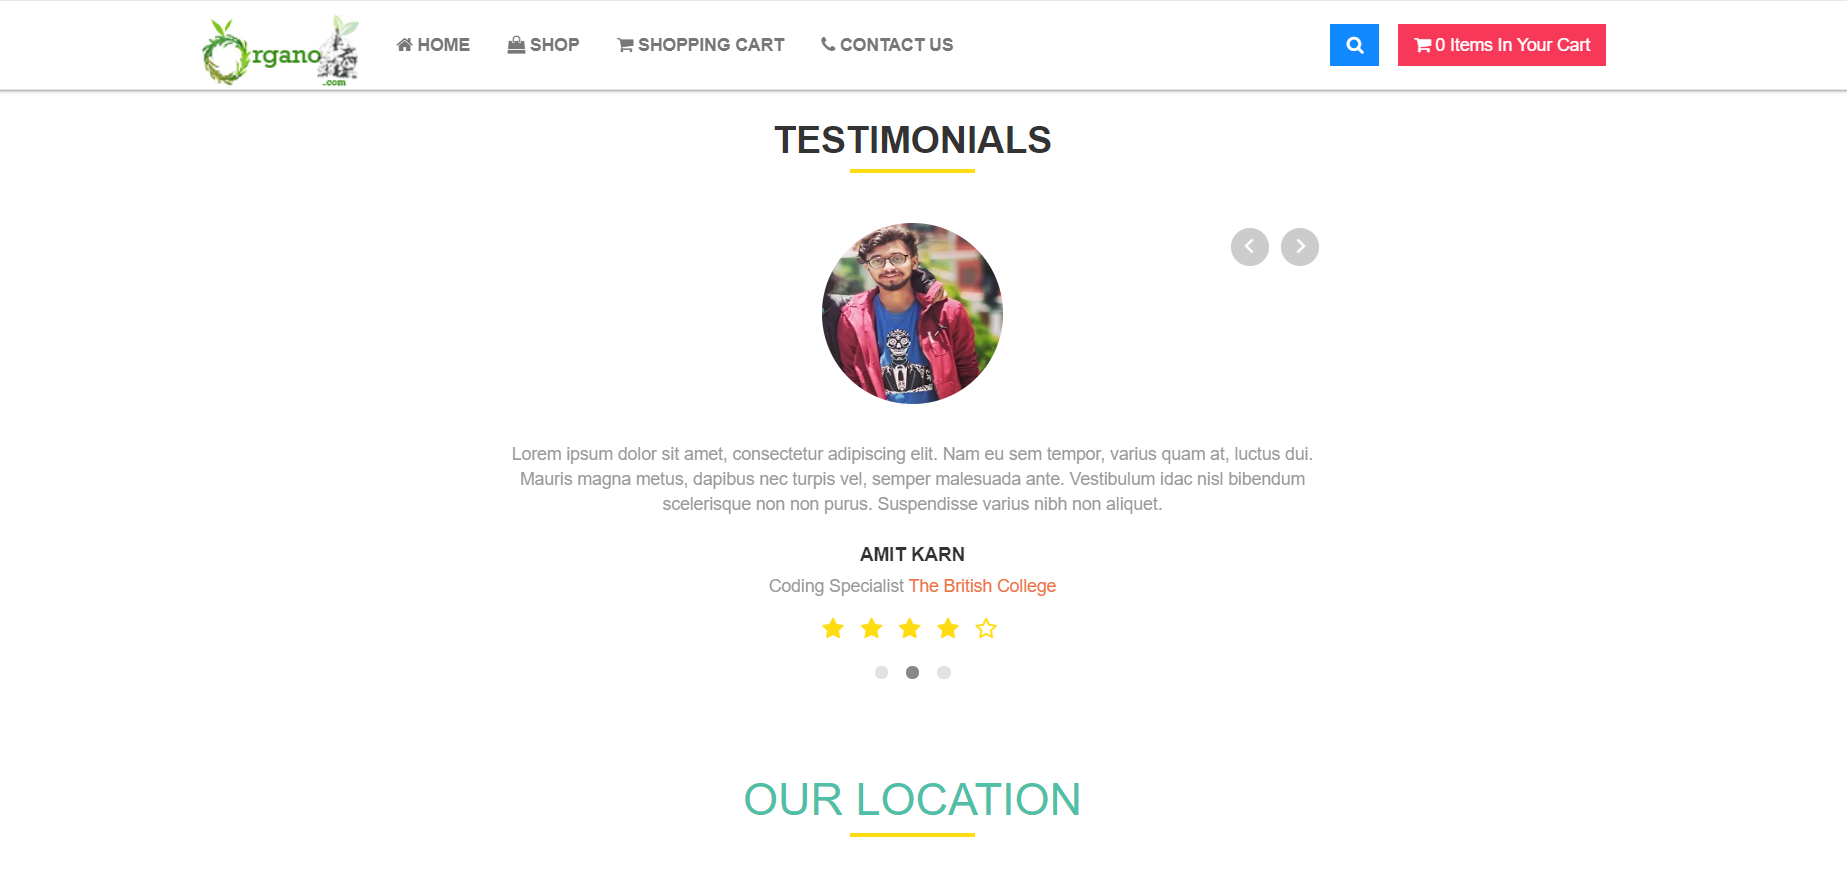 Organo
.com
HOME
SHOP
SHOPPING CART
CONTACT US
0 Items In Your Cart
TESTIMONIALS
Lorem ipsum dolor sit amet, consectetur adipiscing elit. Nam eu sem tempor, varius quam at, luctus dui.
Mauris magna metus, dapibus nec turpis vel, semper malesuada ante. Vestibulum idac nisl bibendum
scelerisque non non purus. Suspendisse varius nibh non aliquet.
AMIT KARN
Coding Specialist The British College
OUR LOCATION